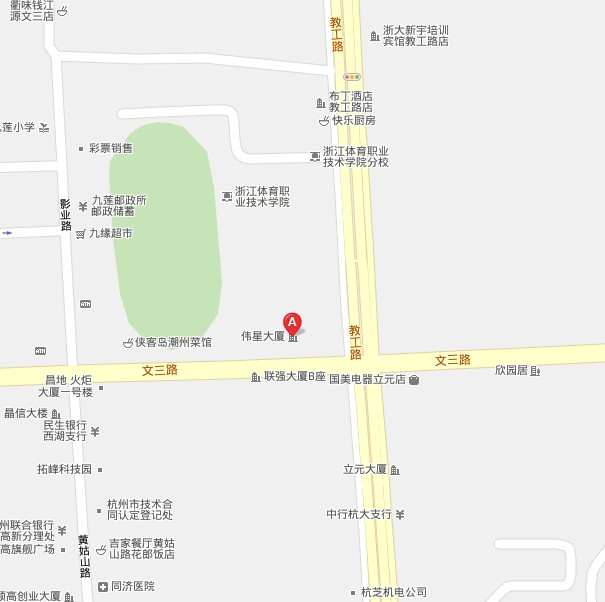 衢味钱江
源文三店
教工路
浙大新宇培训
宾馆教工路店
布丁酒店
教工路店
快乐厨房
莲小学
彩票销售
浙江体育职业
技术学院分校
浙江体育职
业技术学院
九莲邮政所
邮政储蓄
影业路
九缘超市
A
伟星大厦
侠客岛潮州菜馆
教工路
文三路
文三路
联强大厦B座
国美电器立元店
欣园居
昌地 火炬
大厦一号楼
晶信大楼
民生银行
西湖支行
拓峰科技园
立元大厦
杭州市技术合
同认定登记处
中行杭大支行
州联合银行
高新分理处
高旗舰广场
黄姑山路
吉家餐厅黄姑
山路花郎饭店
同济医院
杭芝机电公司
高创业大厦